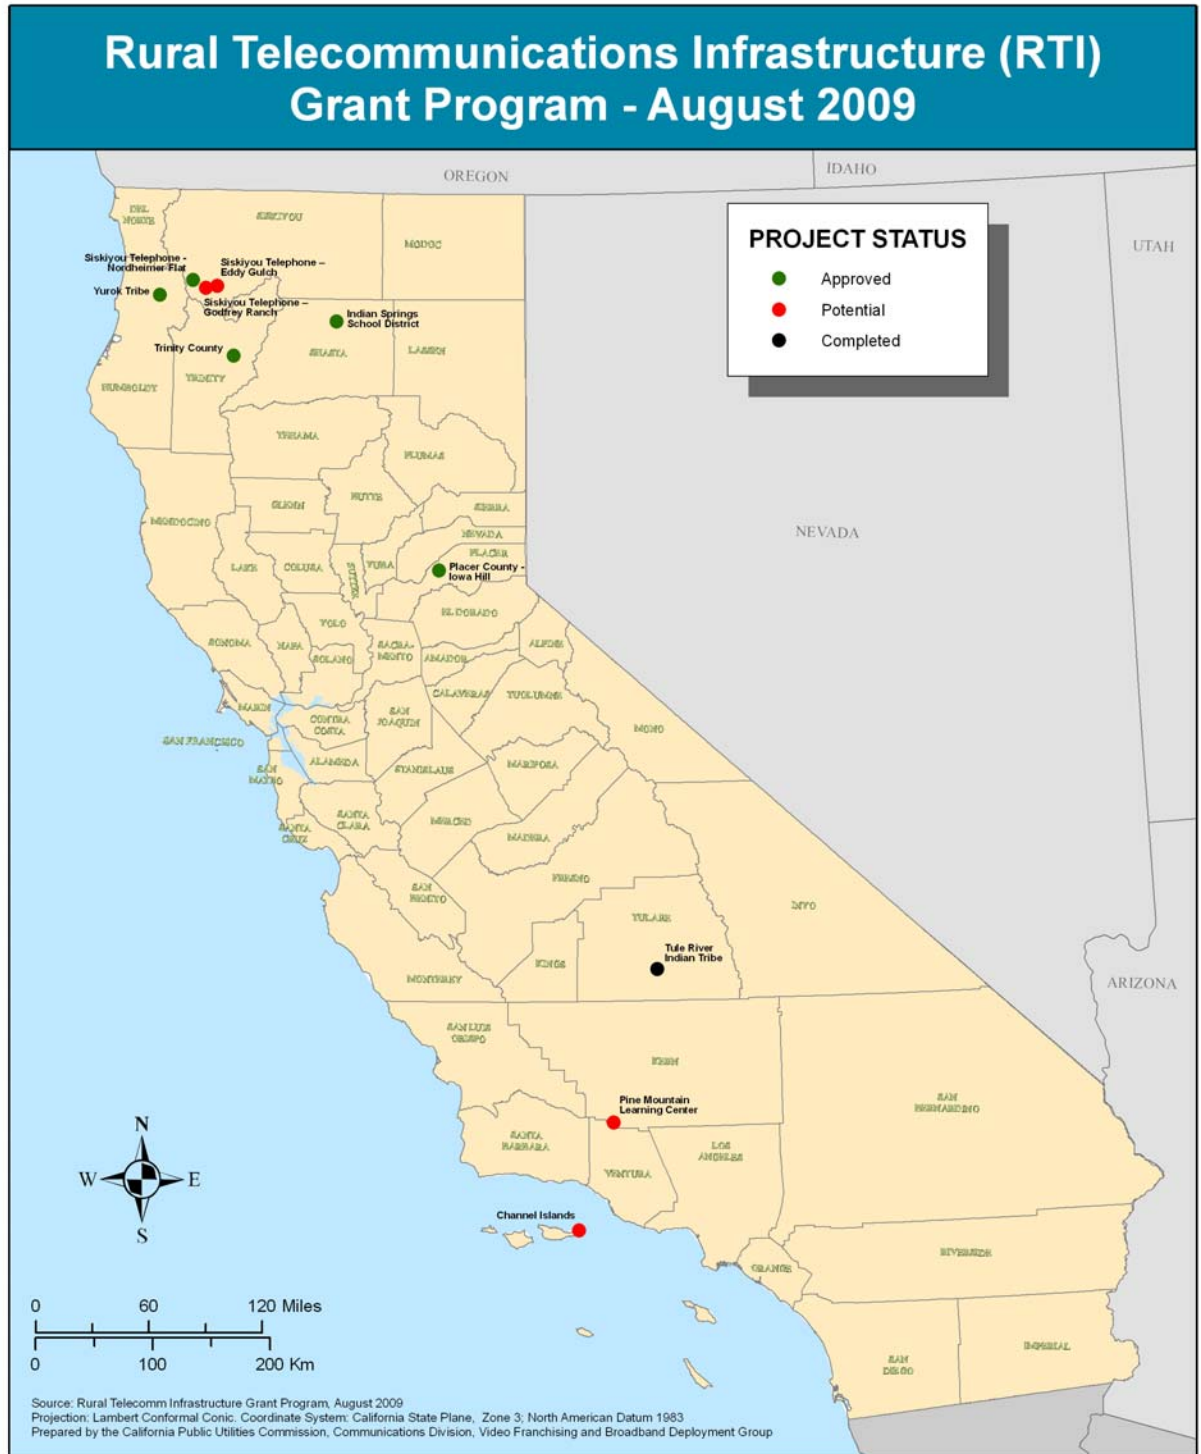 Rural Telecommunications Infrastructure (RTI)
Grant Program - August 2009
OREGON
IDAHO
UTAH
NEVADA
ARIZONA
PROJECT STATUS
Approved
Potential
Completed
DEL
NORTE
SISKIYOU
MODOC
Siskiyou Telephone -
Nordheimer Flat
Siskiyou Telephone –
Eddy Gulch
Yurok Tribe
Siskiyou Telephone –
Godfrey Ranch
Indian Springs
School District
Trinity County
SHASTA
LASSEN
HUMBOLDT
TRINITY
TEHAMA
PLUMAS
GLENN
BUTTE
SIERRA
MENDOCINO
NEVADA
PLACER
LAKE
COLUSA
SUTTER
YUBA
Placer County -
Iowa Hill
EL DORADO
YOLO
SONOMA
NAPA
SOLANO
SACRA-
MENTO
AMADOR
ALPINE
CALAVERAS
TUOLUMNE
MARIN
CONTRA
COSTA
SAN
JOAQUIN
MONO
SAN FRANCISCO
ALAMEDA
STANISLAUS
MARIPOSA
SAN
MATEO
SANTA
CLARA
SANTA
CRUZ
MERCED
MADERA
FRESNO
SAN
BENITO
INYO
TULARE
Tule River
Indian Tribe
KINGS
MONTEREY
SAN LUIS
OBISPO
KERN
SAN
BERNARDINO
Pine Mountain
Learning Center
SANTA
BARBARA
LOS
ANGELES
VENTURA
Channel Islands
ORANGE
RIVERSIDE
SAN
DIEGO
IMPERIAL
N
W
E
S
0 60 120 Miles
0 100 200 Km
Source: Rural Telecomm Infrastructure Grant Program, August 2009
Projection: Lambert Conformal Conic. Coordinate System: California State Plane, Zone 3; North American Datum 1983
Prepared by the California Public Utilities Commission, Communications Division, Video Franchising and Broadband Deployment Group